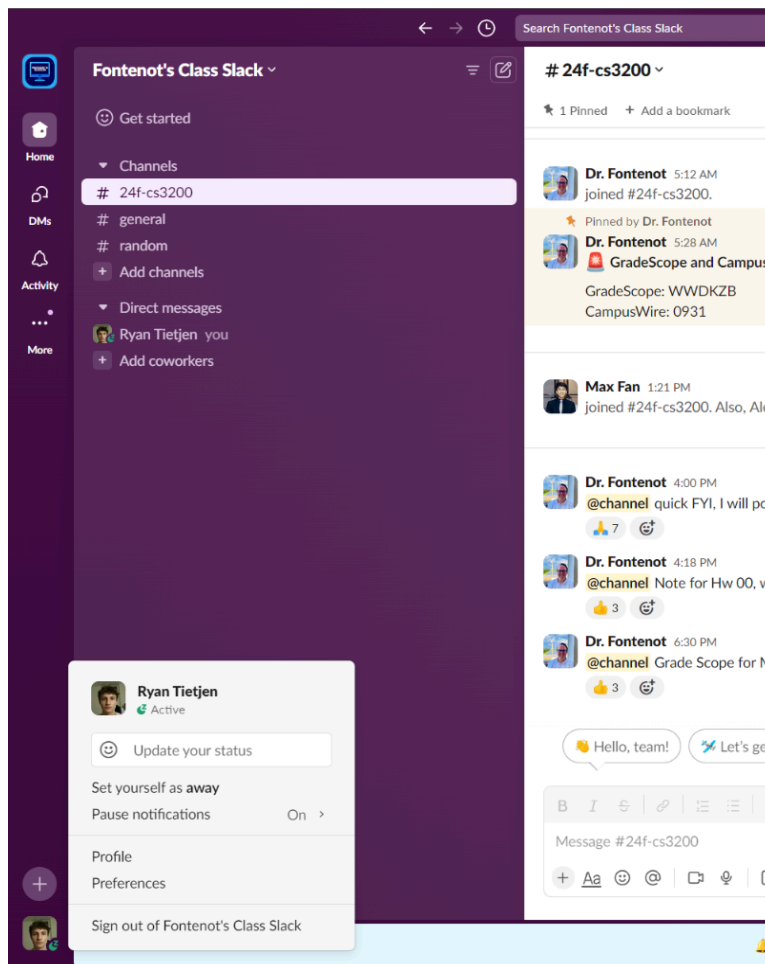 Search Fontenot's Class Slack
Fontenot's Class Slack
Get started
Home
DMs
Activity
More
Channels
# 24f-cs3200
# general
# random
+ Add channels
Direct messages
Ryan Tietjen you
+ Add coworkers
# 24f-cs3200
1 Pinned + Add a bookmark
Dr. Fontenot 5:12 AM
joined #24f-cs3200.
Pinned by Dr. Fontenot
Dr. Fontenot 5:28 AM
🚨 GradeScope and Campus
GradeScope: WWDKZB
CampusWire: 0931
Max Fan 1:21 PM
joined #24f-cs3200. Also,
Dr. Fontenot 4:00 PM
@channel quick FYI, I will
🙏 7
Dr. Fontenot 4:18 PM
@channel Note for Hw 00,
👍 3
Dr. Fontenot 6:30 PM
@channel Grade Scope for
👍 3
👋 Hello, team!
Let's
B I S
Message #24f-cs3200
+ Aa @
Ryan Tietjen
Active
Update your status
Set yourself as away
Pause notifications On >
Profile
Preferences
Sign out of Fontenot's Class Slack